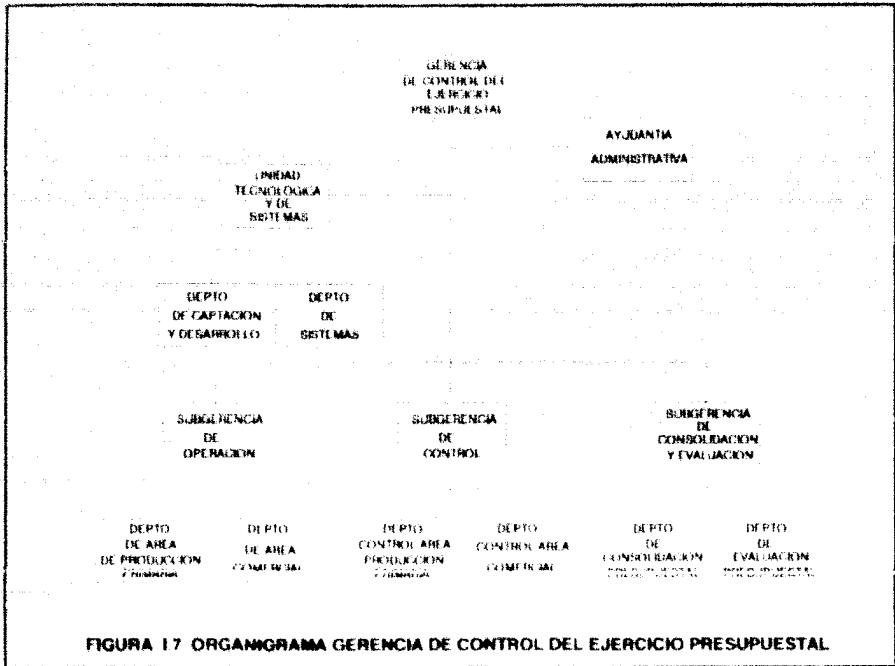 GERENCIA
DE CONTROL DEL
EJERCICIO
PRESUPUESTAL
AYUDANTIA
ADMINISTRATIVA
UNIDAD
TECNOLOGICA
Y DE
SISTEMAS
DEPTO
DE CAPTACION
Y DESARROLLO
DEPTO
DE
SISTEMAS
SUBGERENCIA
DE
OPERACION
SUBGERENCIA
DE
CONTROL
SUBGERENCIA
DE
CONSOLIDACION
Y EVALUACION
DEPTO
DE AREA
DE PRODUCCION
DEPTO
DE AREA
COMERCIAL
DEPTO
CONTROL AREA
PRODUCCION
DEPTO
CONTROL AREA
COMERCIAL
DEPTO
DE
CONSOLIDACION
DEPTO
DE
EVALUACION
FIGURA I.7 ORGANIGRAMA GERENCIA DE CONTROL DEL EJERCICIO PRESUPUESTAL